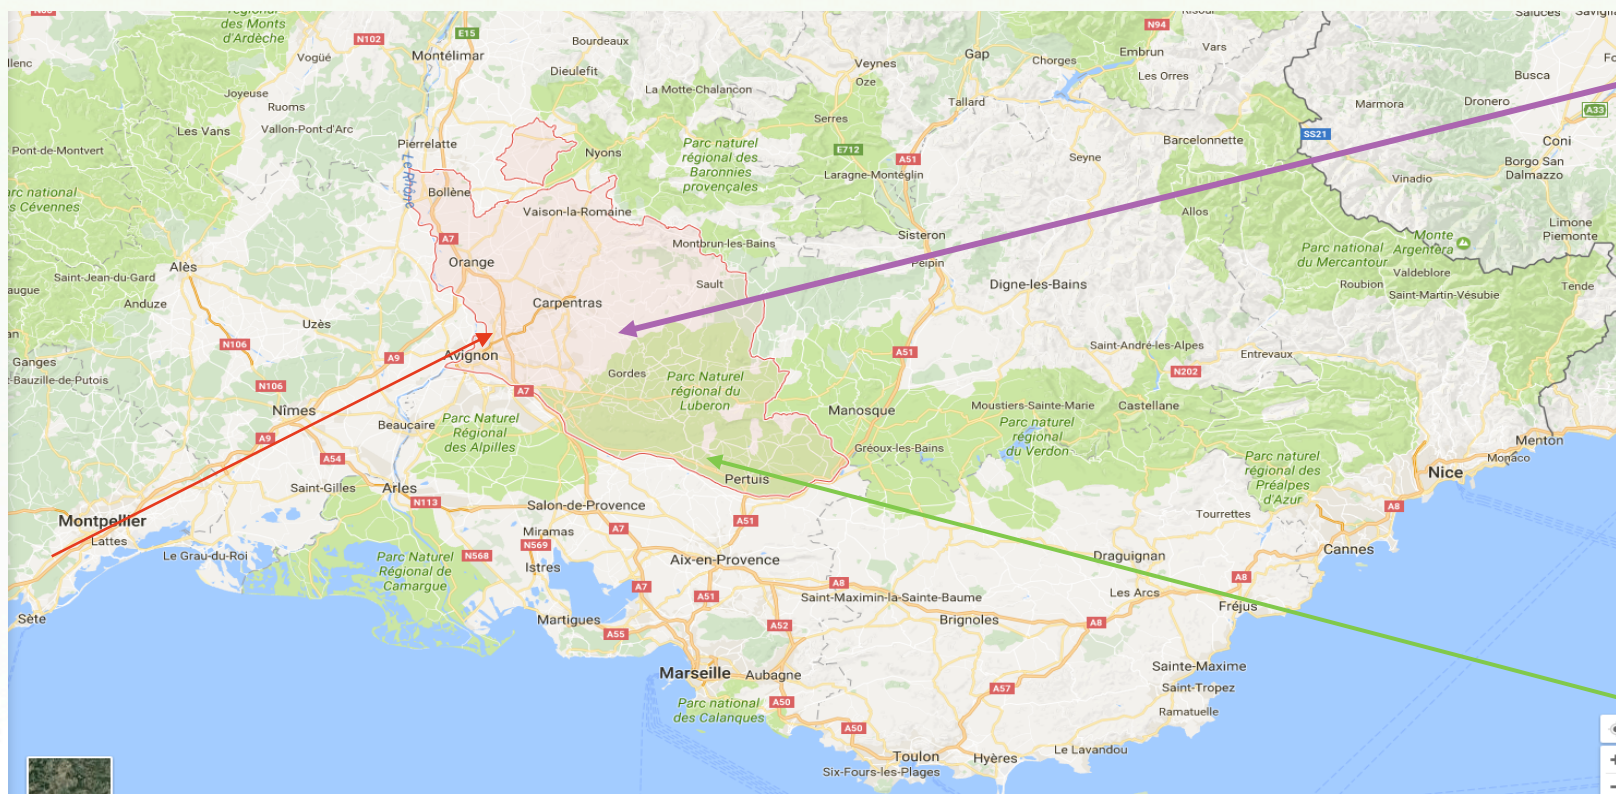 régional
des Monts
d'Ardèche
N102
E15
Montélimar
Bourdeaux
Vogüé
Dieulefit
La Motte-Chalancon
Veynes
Oze
Gap
Chorges
Embrun
N94
Vars
Les Orres
Saluces
Busca
Marmora
Dronero
A33
Joyeuse
Ruoms
Tallard
Les Vans
Vallon-Pont-d'Arc
Serres
SS21
Coni
Pont-de-Montvert
Pierrelatte
Nyons
Parc naturel
régional des
Baronnies
provençales
E712
A51
Laragne-Montéglin
Seyne
Barcelonnette
Borgo San
Dalmazzo
Vinadio
Le Rhône
Bollène
Vaison-la-Romaine
Allos
Limone
Piemonte
A7
Montbrun-les-Bains
Sisteron
Parc national
du Mercantour
Monte
Argentera
Alès
Orange
Peipin
Valdeblore
Saint-Jean-du-Gard
Sault
Digne-les-Bains
Roubion
Saint-Martin-Vésubie
Tende
Anduze
Carpentras
Uzès
N106
A9
Avignon
A51
Saint-André-les-Alpes
Entrevaux
Ganges
N202
N106
Gordes
Parc Naturel
régional du
Luberon
A7
Nîmes
Beaucaire
Parc Naturel
Régional
des Alpilles
Manosque
Moustiers-Sainte-Marie
Castellane
Parc naturel
régional
du Verdon
A9
A54
Gréoux-les-Bains
Menton
Monaco
Nice
Parc naturel
régional des
Préalpes
d'Azur
Saint-Gilles
Arles
N113
Pertuis
Salon-de-Provence
A8
Tourrettes
Montpellier
Lattes
A7
A51
Miramas
Le Grau-du-Roi
Parc Naturel
Régional de
Camargue
N568
N569
Istres
Aix-en-Provence
Draguignan
Cannes
A7
A51
A8
Saint-Maximin-la-Sainte-Baume
Les Arcs
A8
Fréjus
Sète
Martigues
A55
A52
Brignoles
A8
Marseille
Aubagne
Sainte-Maxime
A57
Saint-Tropez
Parc national
des Calanques
A50
Ramatuelle
A50
Toulon
Hyères
Le Lavandou
Six-Fours-les-Plages